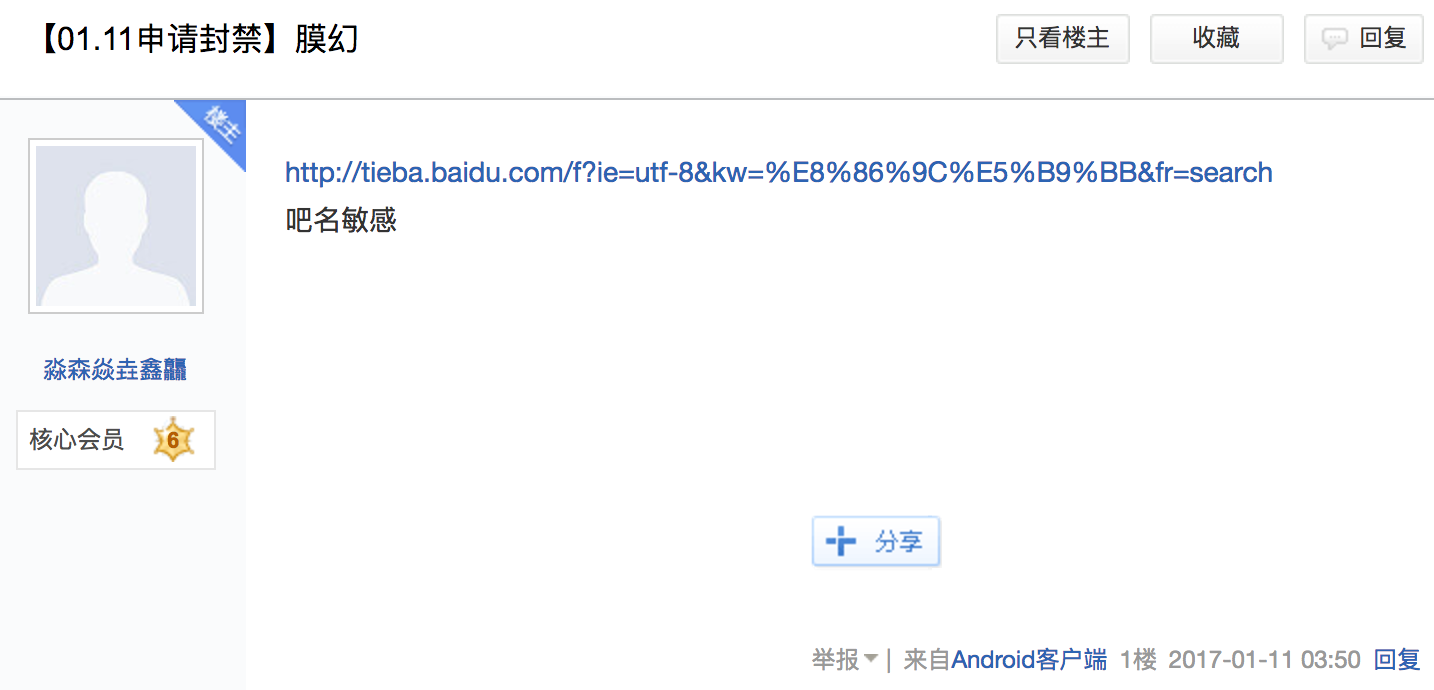 【01.11申请封禁】膜幻
只看楼主
收藏
回复
楼主
http://tieba.baidu.com/f?ie=utf-8&kw=%E8%86%9C%E5%B9%BB&fr=search
吧名敏感
淼森焱垚鑫龘
核心会员 6
分享
举报 | 来自Android客户端 1楼 2017-01-11 03:50 回复